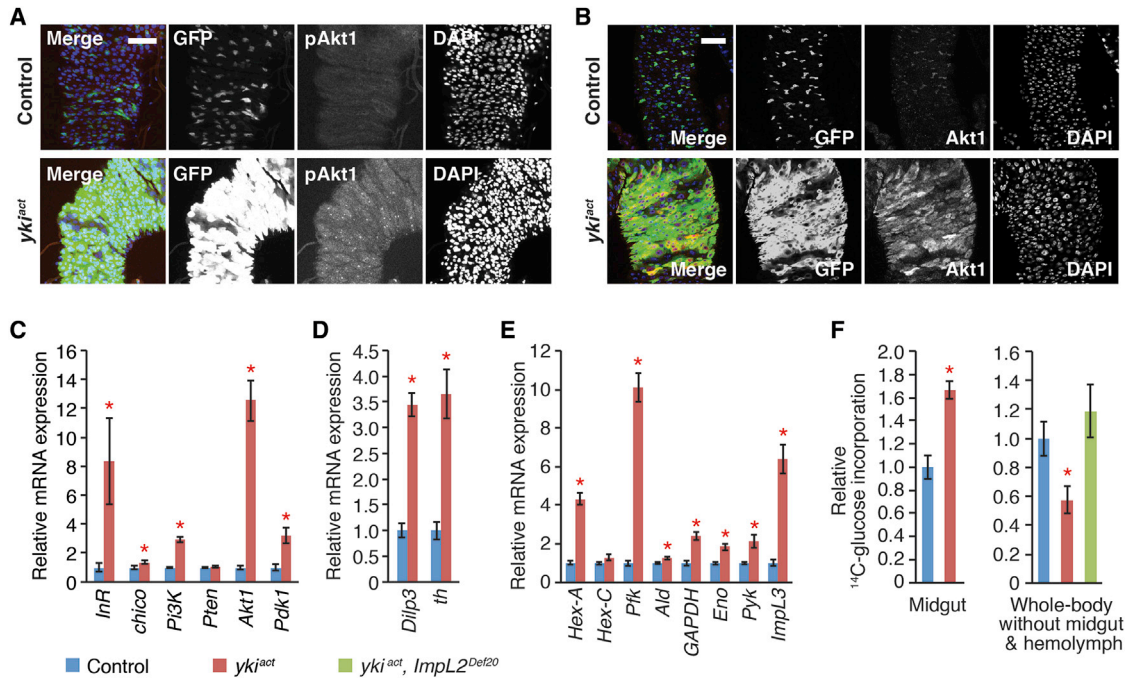 A
Merge GFP pAkt1 DAPI
Control
Merge GFP pAkt1 DAPI
yki^act
B
Merge GFP Akt1 DAPI
Control
Merge GFP Akt1 DAPI
yki^act
C
Relative mRNA expression
16
14
12
10
8
6
4
2
0
* * * * *
InR chico Pi3K Pten Akt1 Pdk1
D
Relative mRNA expression
4.5
4.0
3.5
3.0
2.5
2.0
1.5
1.0
0.5
0
* *
Dilp3 th
E
Relative mRNA expression
12
10
8
6
4
2
0
* * * * * * *
Hex-A Hex-C Pfk Ald GAPDH Eno Pyk ImpL3
F
Relative
¹⁴C-glucose incorporation
2.0
1.8
1.6
1.4
1.2
1.0
0.8
0.6
0.4
0.2
0
*
Midgut
1.6
1.4
1.2
1.0
0.8
0.6
0.4
0.2
0
*
Whole-body
without midgut
& hemolymph
Control yki^act yki^act, ImpL2^Def20